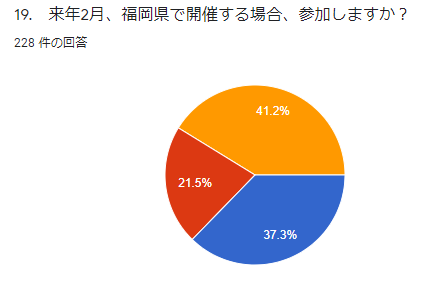 19. 来年2月、福岡県で開催する場合、参加しますか？
228 件の回答
41.2%
21.5%
37.3%